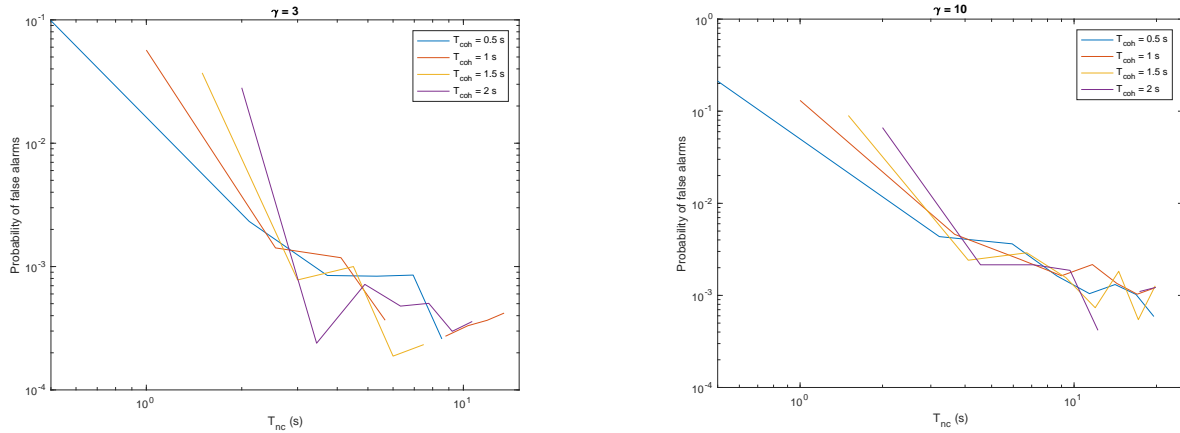 γ = 3
10^-1
10^-2
10^-3
10^-4
Probability of false alarms
10^0
10^1
T_nc (s)
T_coh = 0.5 s
T_coh = 1 s
T_coh = 1.5 s
T_coh = 2 s
γ = 10
10^0
10^-1
10^-2
10^-3
10^-4
Probability of false alarms
10^0
10^1
T_nc (s)
T_coh = 0.5 s
T_coh = 1 s
T_coh = 1.5 s
T_coh = 2 s